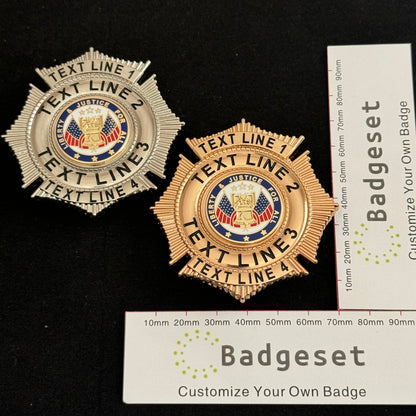 TEXT LINE 1
TEXT LINE 2
LIBERTY & JUSTICE FOR ALL
TEXT LINE 3
TEXT LINE 4
TEXT LINE 1
TEXT LINE 2
LIBERTY & JUSTICE FOR ALL
TEXT LINE 3
TEXT LINE 4
10mm 20mm 30mm 40mm 50mm 60mm 70mm 80mm 90mm
Badgeset
Customize Your Own Badge
10mm 20mm 30mm 40mm 50mm 60mm 70mm 80mm 90mm
Badgeset
Customize Your Own Badge